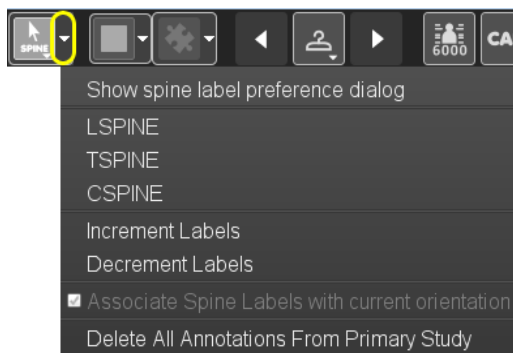 SPINE
6000
CA
Show spine label preference dialog
LSPINE
TSPINE
CSPINE
Increment Labels
Decrement Labels
Associate Spine Labels with current orientation
Delete All Annotations From Primary Study